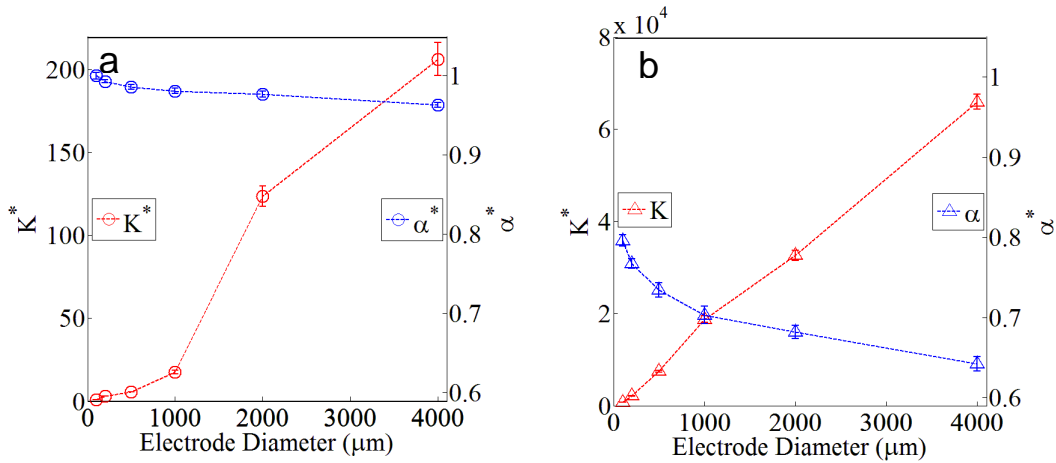 a
200
150
100
50
0
K*
K*
α*
1
0.9
0.8
0.7
0.6
α*
0 1000 2000 3000 4000
Electrode Diameter (μm)
b
8 x 10⁴
6
4
2
0
K*
K
α
1
0.9
0.8
0.7
0.6
α*
0 1000 2000 3000 4000
Electrode Diameter (μm)